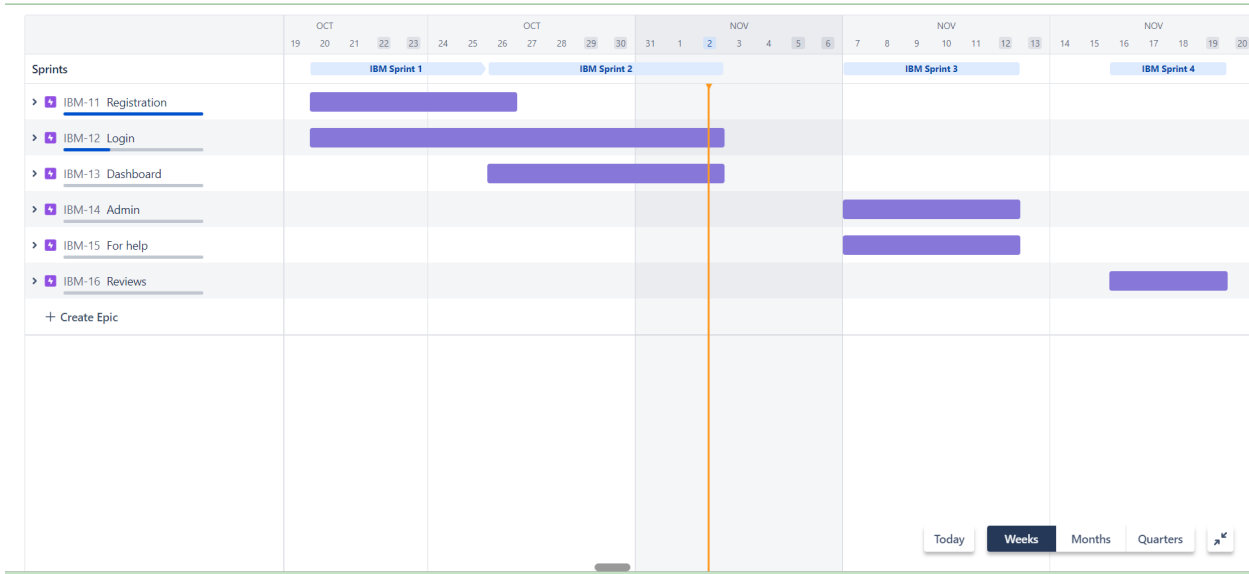 OCT OCT NOV NOV NOV
19 20 21 22 23 24 25 26 27 28 29 30 31 1 2 3 4 5 6 7 8 9 10 11 12 13 14 15 16 17 18 19 20
Sprints IBM Sprint 1 IBM Sprint 2 IBM Sprint 3 IBM Sprint 4
IBM-11 Registration
IBM-12 Login
IBM-13 Dashboard
IBM-14 Admin
IBM-15 For help
IBM-16 Reviews
+ Create Epic
Today Weeks Months Quarters